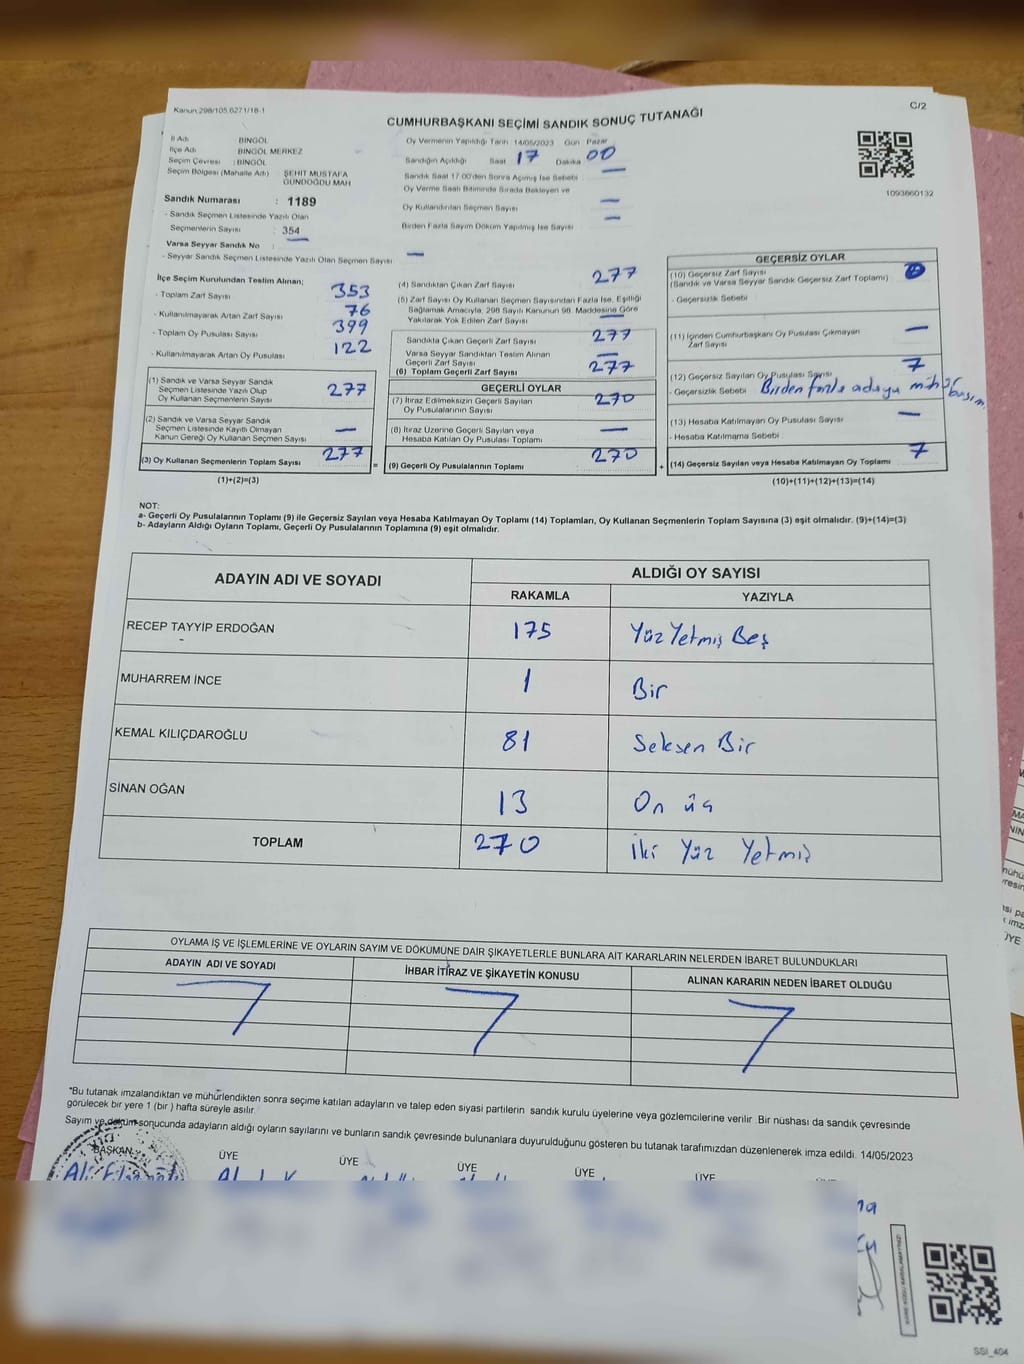 Kanun 298/105 6271/18-1
C/2
CUMHURBAŞKANI SEÇİMİ SANDIK SONUÇ TUTANAĞI
İl Adı BİNGÖL
İlçe Adı BİNGÖL MERKEZ
Seçim Çevresi : BİNGÖL
Seçim Bölgesi (Mahalle Adı) ŞEHİT MUSTAFA
GÜNDOĞDU MAH
Sandık Numarası : 1189
- Sandık Seçmen Listesinde Yazılı Olan
Seçmenlerin Sayısı : 354
Varsa Seyyar Sandık No :
- Seyyar Sandık Seçmen Listesinde Yazılı Olan Seçmen Sayısı —
Oy Vermenin Yapıldığı Tarih 14/05/2023 Gün Pazar
Sandığın Açıldığı Saat 17 Dakika 00
Sandık Saat 17.00'den Sonra Açımış İse Sebebi —
Oy Verme Saati Bitiminde Sırada Bekleyen ve
Oy Kullandırılan Seçmen Sayısı —
Birden Fazla Sayım Döküm Yapılmış İse Sayısı —
1093860132
İlçe Seçim Kurulundan Teslim Alınan;
- Toplam Zarf Sayısı 353
- Kullanılmayarak Artan Zarf Sayısı 76
- Toplam Oy Pusulası Sayısı 399
- Kullanılmayarak Artan Oy Pusulası 122
(1) Sandık ve Varsa Seyyar Sandık
Seçmen Listesinde Yazılı Olup
Oy Kullanan Seçmenlerin Sayısı 277
(2) Sandık ve Varsa Seyyar Sandık
Seçmen Listesinde Kayıtlı Olmayan
Kanun Gereği Oy Kullanan Seçmen Sayısı —
(3) Oy Kullanan Seçmenlerin Toplam Sayısı 277
(1)+(2)=(3)
(4) Sandıktan Çıkan Zarf Sayısı 277
(5) Zarf Sayısı Oy Kullanan Seçmen Sayısından Fazla İse, Eşitliği
Sağlamak Amacıyla, 298 Sayılı Kanunun 98. Maddesine Göre
Yakılarak Yok Edilen Zarf Sayısı —
Sandıkta Çıkan Geçerli Zarf Sayısı 277
Varsa Seyyar Sandıktan Teslim Alınan
Geçerli Zarf Sayısı —
(6) Toplam Geçerli Zarf Sayısı 277
GEÇERLİ OYLAR
(7) İtiraz Edilmeksizin Geçerli Sayılan
Oy Pusulalarının Sayısı 270
(8) İtiraz Üzerine Geçerli Sayılan veya
Hesaba Katılan Oy Pusulası Toplamı —
= (9) Geçerli Oy Pusulalarının Toplamı 270
GEÇERSİZ OYLAR
(10) Geçersiz Zarf Sayısı
(Sandık ve Varsa Seyyar Sandık Geçersiz Zarf Toplamı)
- Geçersizlik Sebebi
(11) İçinden Cumhurbaşkanı Oy Pusulası Çıkmayan
Zarf Sayısı —
(12) Geçersiz Sayılan Oy Pusulası Sayısı 7
- Geçersizlik Sebebi Birden fazla adaya mühür basım
(13) Hesaba Katılmayan Oy Pusulası Sayısı —
- Hesaba Katılmama Sebebi
+ (14) Geçersiz Sayılan veya Hesaba Katılmayan Oy Toplamı 7
(10)+(11)+(12)+(13)=(14)
NOT:
a- Geçerli Oy Pusulalarının Toplamı (9) ile Geçersiz Sayılan veya Hesaba Katılmayan Oy Toplamı (14) Toplamları, Oy Kullanan Seçmenlerin Toplam Sayısına (3) eşit olmalıdır. (9)+(14)=(3)
b- Adayların Aldığı Oyların Toplamı, Geçerli Oy Pusulalarının Toplamına (9) eşit olmalıdır.
ADAYIN ADI VE SOYADI
ALDIĞI OY SAYISI
RAKAMLA YAZIYLA
RECEP TAYYİP ERDOĞAN 175 Yüz Yetmiş Beş
MUHARREM İNCE 1 Bir
KEMAL KILIÇDAROĞLU 81 Seksen Bir
SİNAN OĞAN 13 On üç
TOPLAM 270 İki Yüz Yetmiş
OYLAMA İŞ VE İŞLEMLERİNE VE OYLARIN SAYIM VE DÖKÜMÜNE DAİR ŞİKAYETLERLE BUNLARA AİT KARARLARIN NELERDEN İBARET BULUNDUKLARI
ADAYIN ADI VE SOYADI İHBAR İTİRAZ VE ŞİKAYETİN KONUSU ALINAN KARARIN NEDEN İBARET OLDUĞU
*Bu tutanak imzalandıktan ve mühürlendikten sonra seçime katılan adayların ve talep eden siyasi partilerin sandık kurulu üyelerine veya gözlemcilerine verilir. Bir nüshası da sandık çevresinde
görülecek bir yere 1 (bir ) hafta süreyle asılır.
Sayım ve döküm sonucunda adayların aldığı oyların sayılarını ve bunların sandık çevresinde bulunanlara duyurulduğunu gösteren bu tutanak tarafımızdan düzenlenerek imza edildi. 14/05/2023
BAŞKAN ÜYE ÜYE ÜYE ÜYE ÜYE
SSI_404